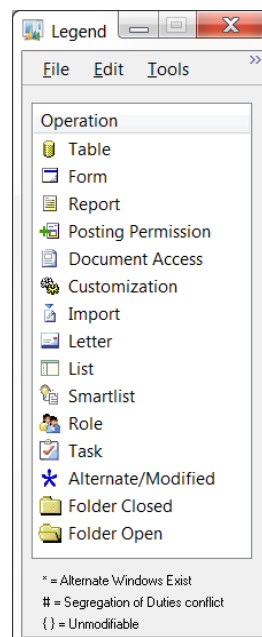 Legend
File Edit Tools
Operation
Table
Form
Report
Posting Permission
Document Access
Customization
Import
Letter
List
Smartlist
Role
Task
Alternate/Modified
Folder Closed
Folder Open
* = Alternate Windows Exist
# = Segregation of Duties conflict
{ } = Unmodifiable